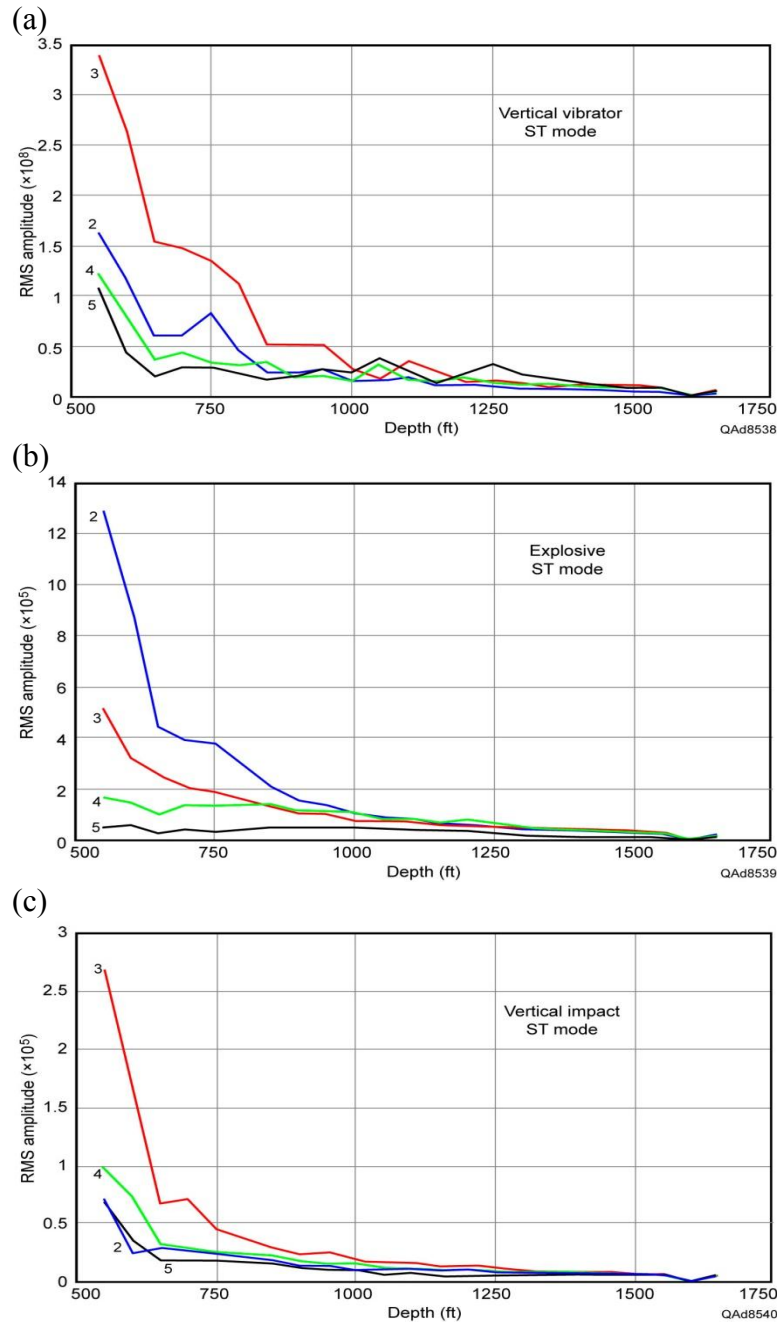 (a)
3.5
3
2.5
2
1.5
1
0.5
0
RMS amplitude (×10⁸)
3
2
4
5
Vertical vibrator
ST mode
500 750 1000 1250 1500 1750
Depth (ft)
QAd8538
(b)
14
12
10
8
6
4
2
0
RMS amplitude (×10⁵)
2
3
4
5
Explosive
ST mode
500 750 1000 1250 1500 1750
Depth (ft)
QAd8539
(c)
3
2.5
2
1.5
1
0.5
0
RMS amplitude (×10⁵)
3
4
2
5
Vertical impact
ST mode
500 750 1000 1250 1500 1750
Depth (ft)
QAd8540